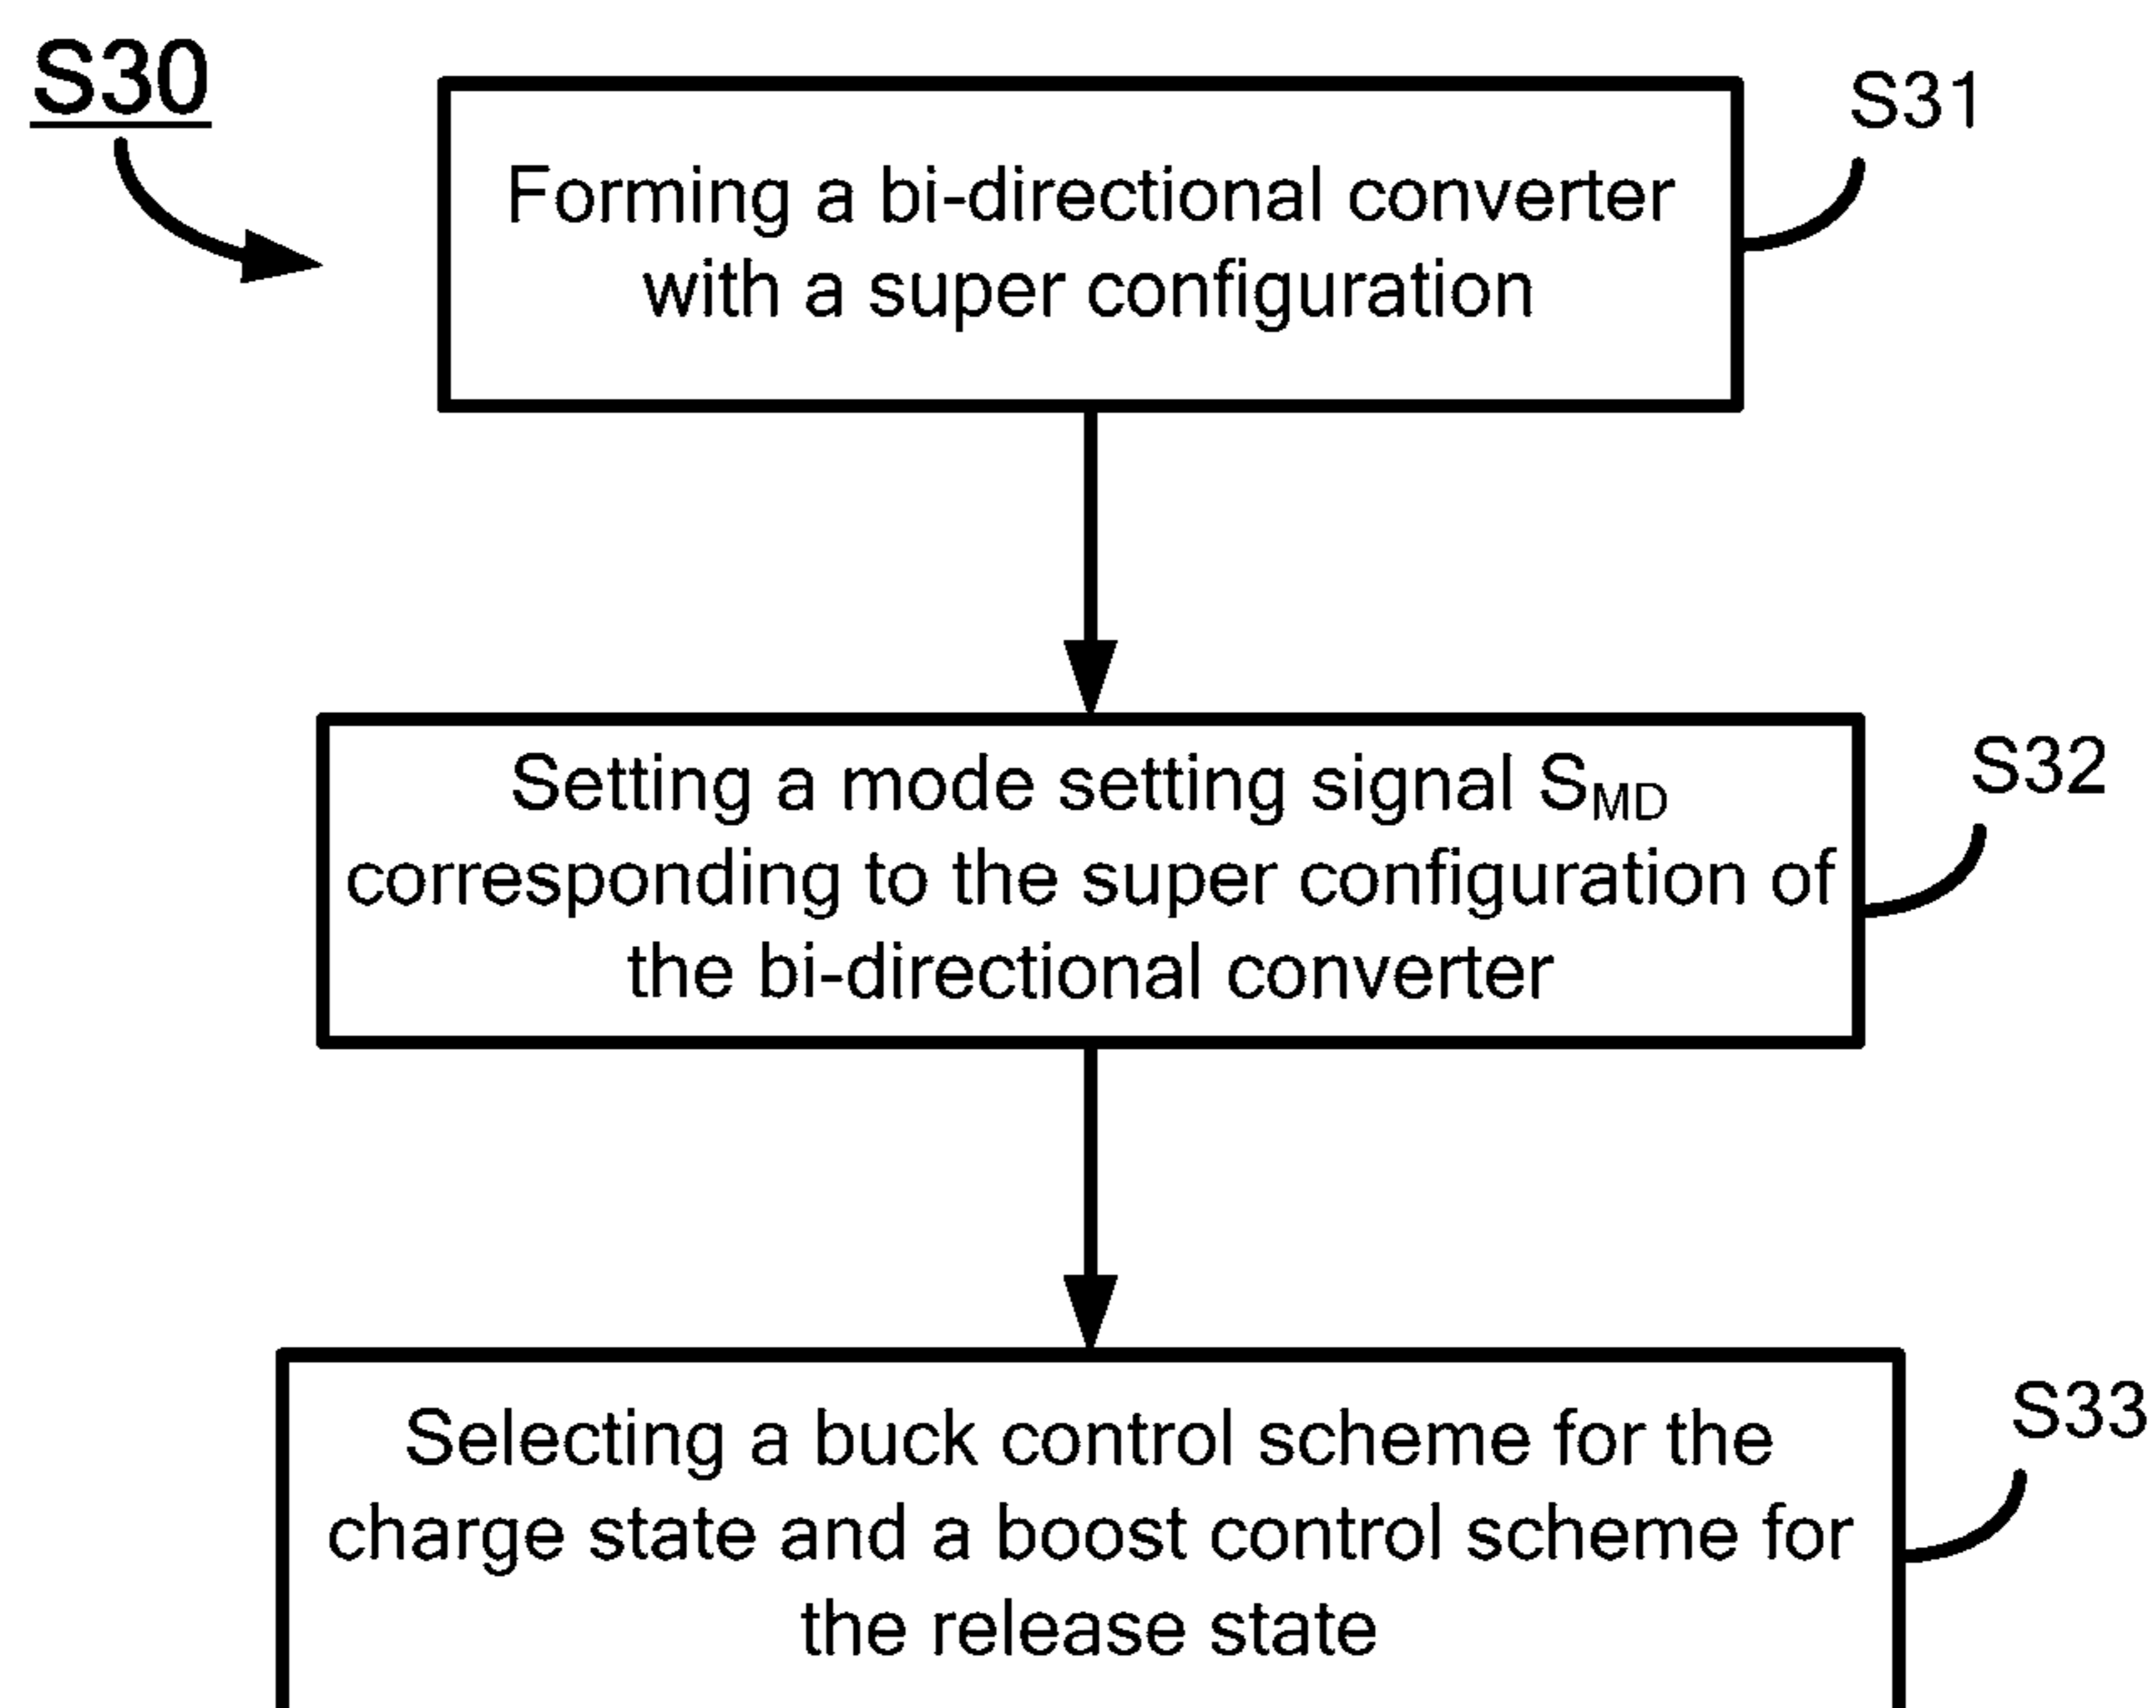 S30
S31
Forming a bi-directional converter
with a super configuration
S32
Setting a mode setting signal SMD
corresponding to the super configuration of
the bi-directional converter
S33
Selecting a buck control scheme for the
charge state and a boost control scheme for
the release state